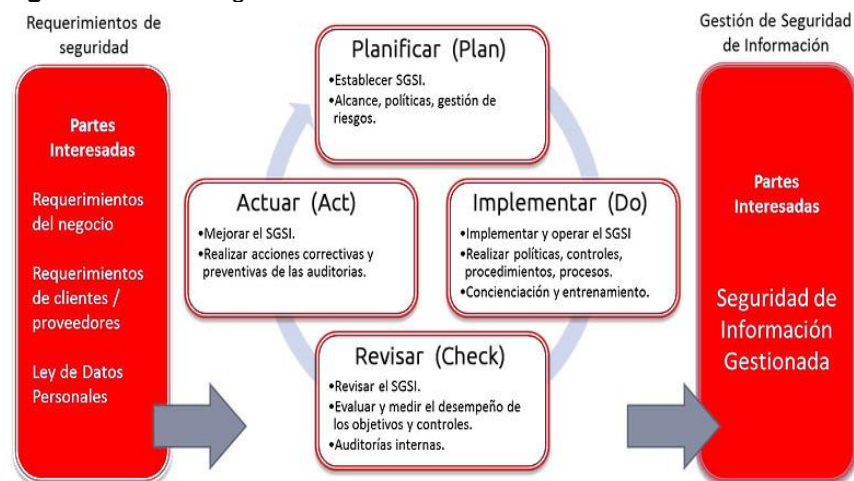 Requerimientos de
seguridad
Partes
Interesadas
Requerimientos
del negocio
Requerimientos
de clientes /
proveedores
Ley de Datos
Personales
Planificar (Plan)
•Establecer SGSI.
•Alcance, políticas, gestión de
riesgos.
Actuar (Act)
•Mejorar el SGSI.
•Realizar acciones correctivas y
preventivas de las auditorias.
Implementar (Do)
•Implementar y operar el SGSI
•Realizar políticas, controles,
procedimientos, procesos.
•Concienciación y entrenamiento.
Revisar (Check)
•Revisar el SGSI.
•Evaluar y medir el desempeño de
los objetivos y controles.
•Auditorías internas.
Gestión de Seguridad
de Información
Partes
Interesadas
Seguridad de
Información
Gestionada